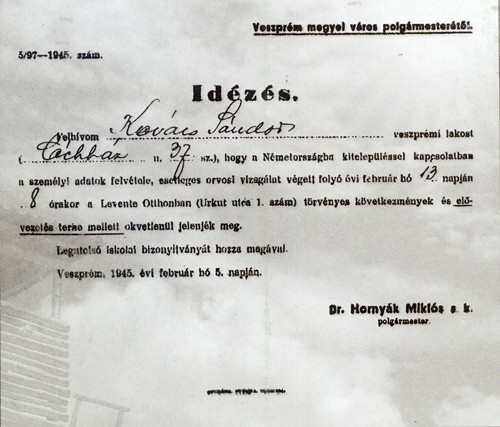 Veszprém megyei város polgármesterétől.
5/97—1945. szám.
Idézés.
Felhívom Kovács Sándor veszprémi lakost
( u. 37 sz.), hogy a Németországba kitelepüléssel kapcsolatban
a személyi adatok felvétele, esetleges orvosi vizsgálat végett folyó évi február hó 13. napján
8 órakor a Levente Otthonban (Urkut utca 1. szám) törvényes következmények és elő-
vezetés terhe mellett okvetlenül jelenjék meg.
Legutolsó iskolai bizonyítványát hozza magával.
Veszprém, 1945. évi február hó 5. napján.
Dr. Hornyák Miklós s. k.
polgármester.